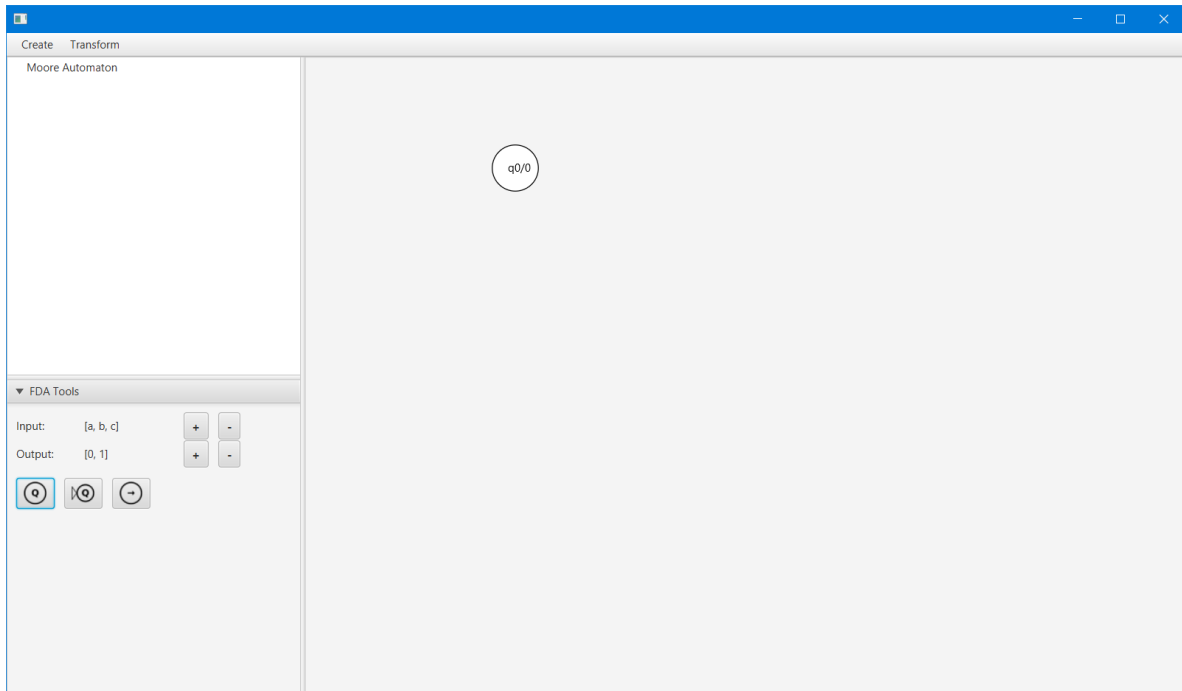 Create Transform
Moore Automaton
q0/0
FDA Tools
Input: [a, b, c] + -
Output: [0, 1] + -
Q Q